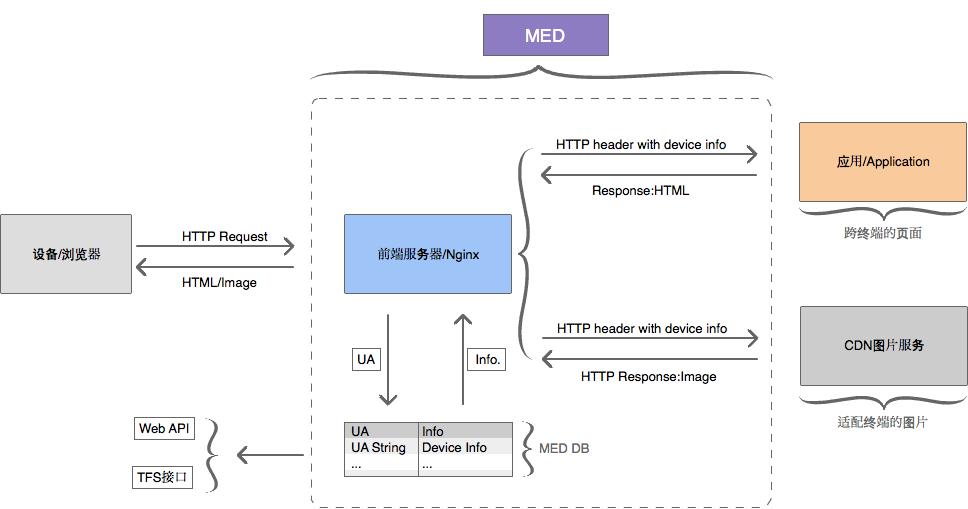 MED
HTTP header with device info
应用/Application
Response:HTML
跨终端的页面
HTTP Request
设备/浏览器
前端服务器/Nginx
HTML/Image
HTTP header with device info
CDN图片服务
UA
Info.
HTTP Response:Image
适配终端的图片
Web API
UA Info
UA String Device Info
... ...
MED DB
TFS接口